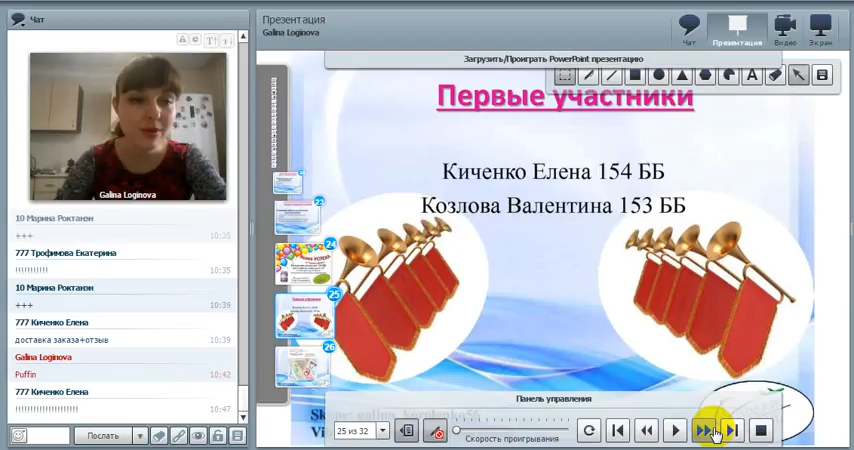 Чат
Galina Loginova
10 Марина Роктанэн
+++ 10:35
777 Трофимова Екатерина
!!!!!!!!!!! 10:35
10 Марина Роктанэн
+++ 10:39
777 Киченко Елена
доставка заказа+отзыв 10:39
Galina Loginova
Puffin 10:42
777 Киченко Елена
!!!!!!!!!!!!!!!!!!!!! 10:47
Послать
Презентация
Galina Loginova
Чат
Презентация
Видео
Экран
Загрузить/Проиграть PowerPoint презентацию
Первые участники
Киченко Елена 154 ББ
Козлова Валентина 153 ББ
23
24
25
26
Панель управления
Skype: galina_korolenko56
25 из 32
Скорость проигрывания